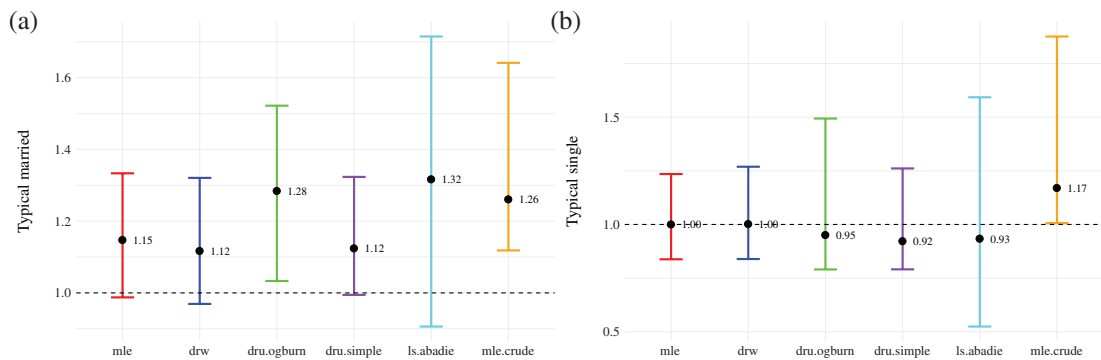 (a)
Typical married
1.6
1.4
1.2
1.0
1.15
1.12
1.28
1.12
1.32
1.26
mle
drw
dru.ogburn
dru.simple
ls.abadie
mle.crude
(b)
Typical single
1.5
1.0
0.5
1.00
1.00
0.95
0.92
0.93
1.17
mle
drw
dru.ogburn
dru.simple
ls.abadie
mle.crude